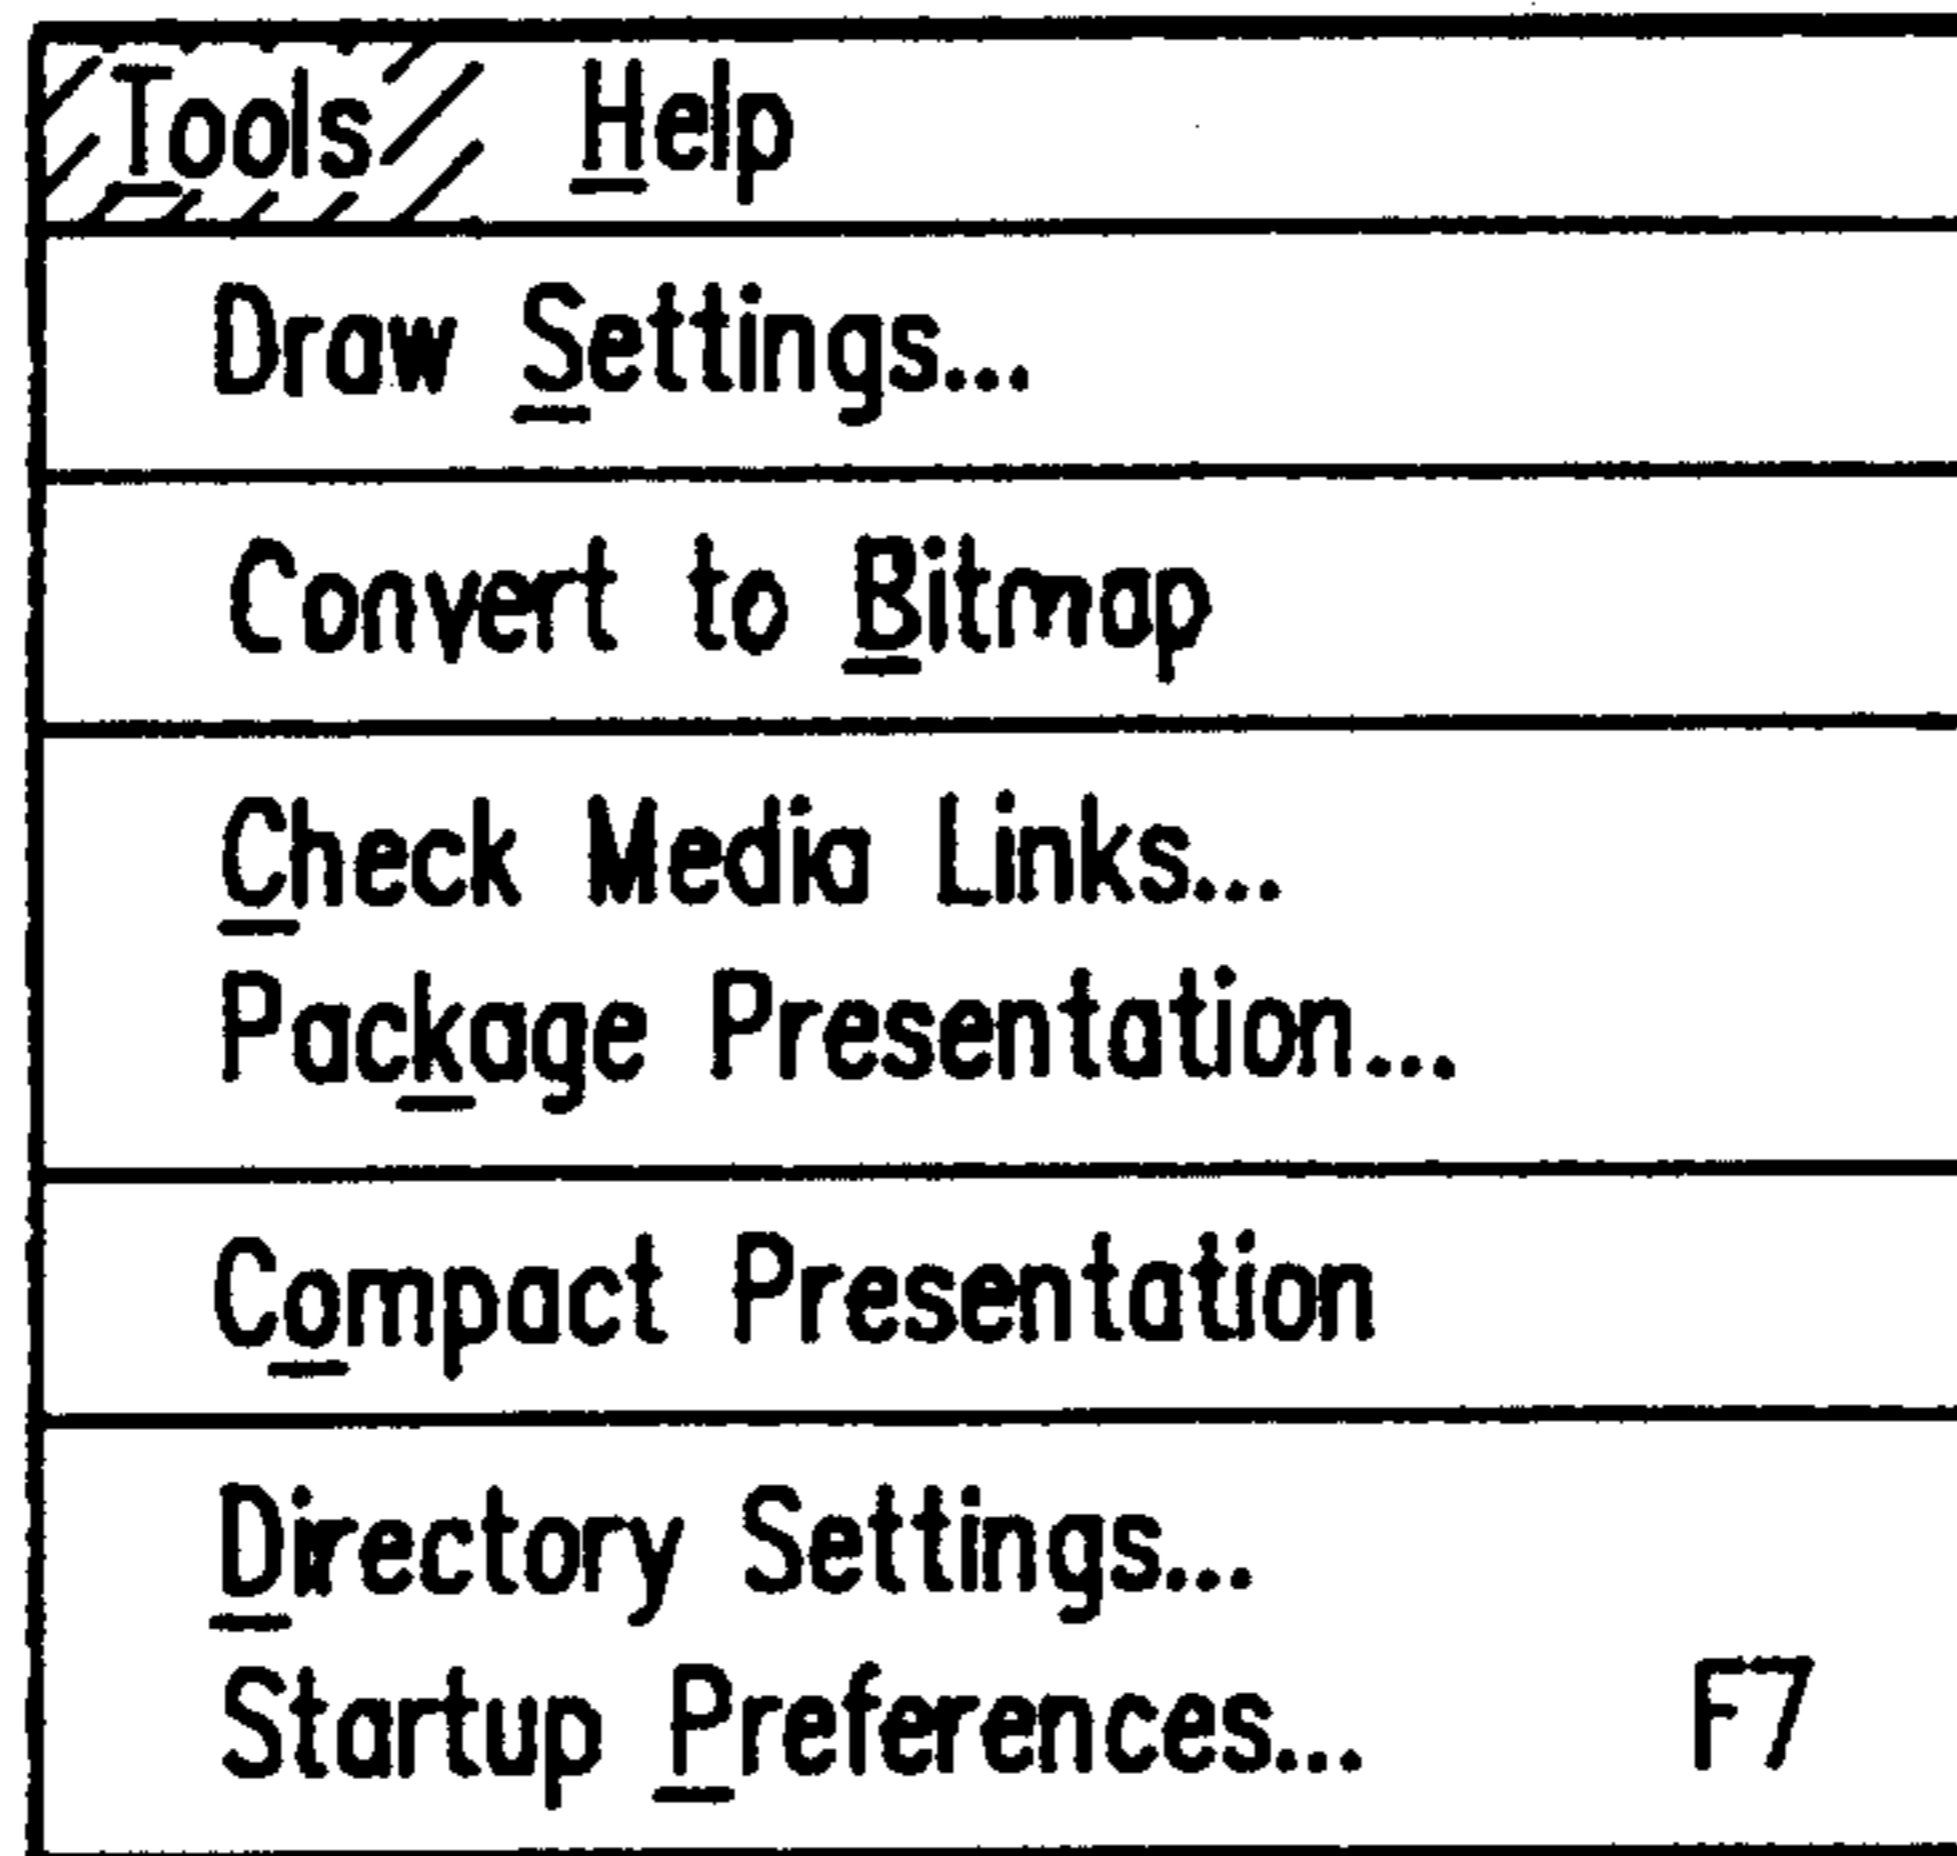 Tools Help
Draw Settings...
Convert to Bitmap
Check Media Links...
Package Presentation...
Compact Presentation
Directory Settings...
Startup Preferences... F7